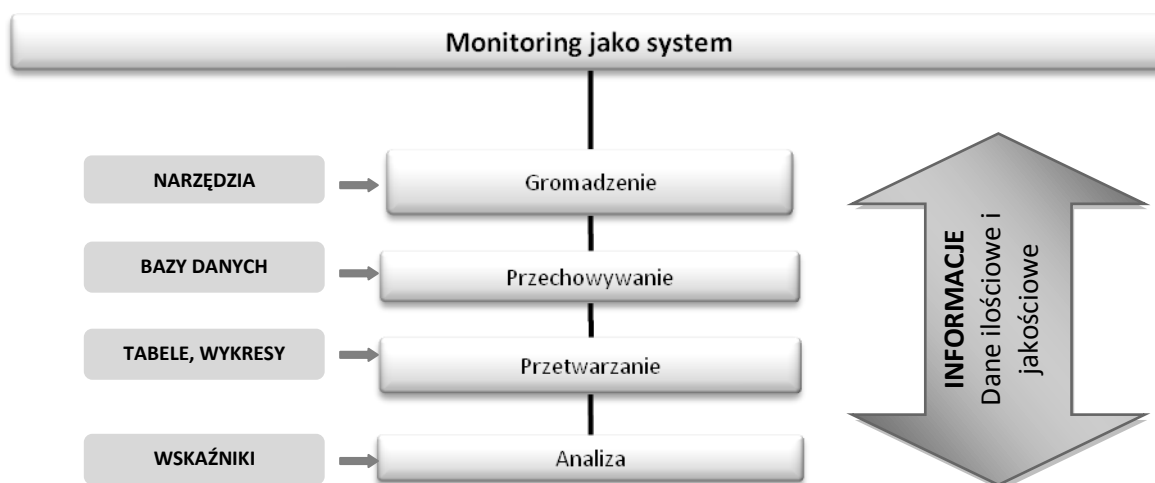 Monitoring jako system
NARZĘDZIA
Gromadzenie
BAZY DANYCH
Przechowywanie
TABELE, WYKRESY
Przetwarzanie
WSKAŹNIKI
Analiza
INFORMACJE
Dane ilościowe i
jakościowe